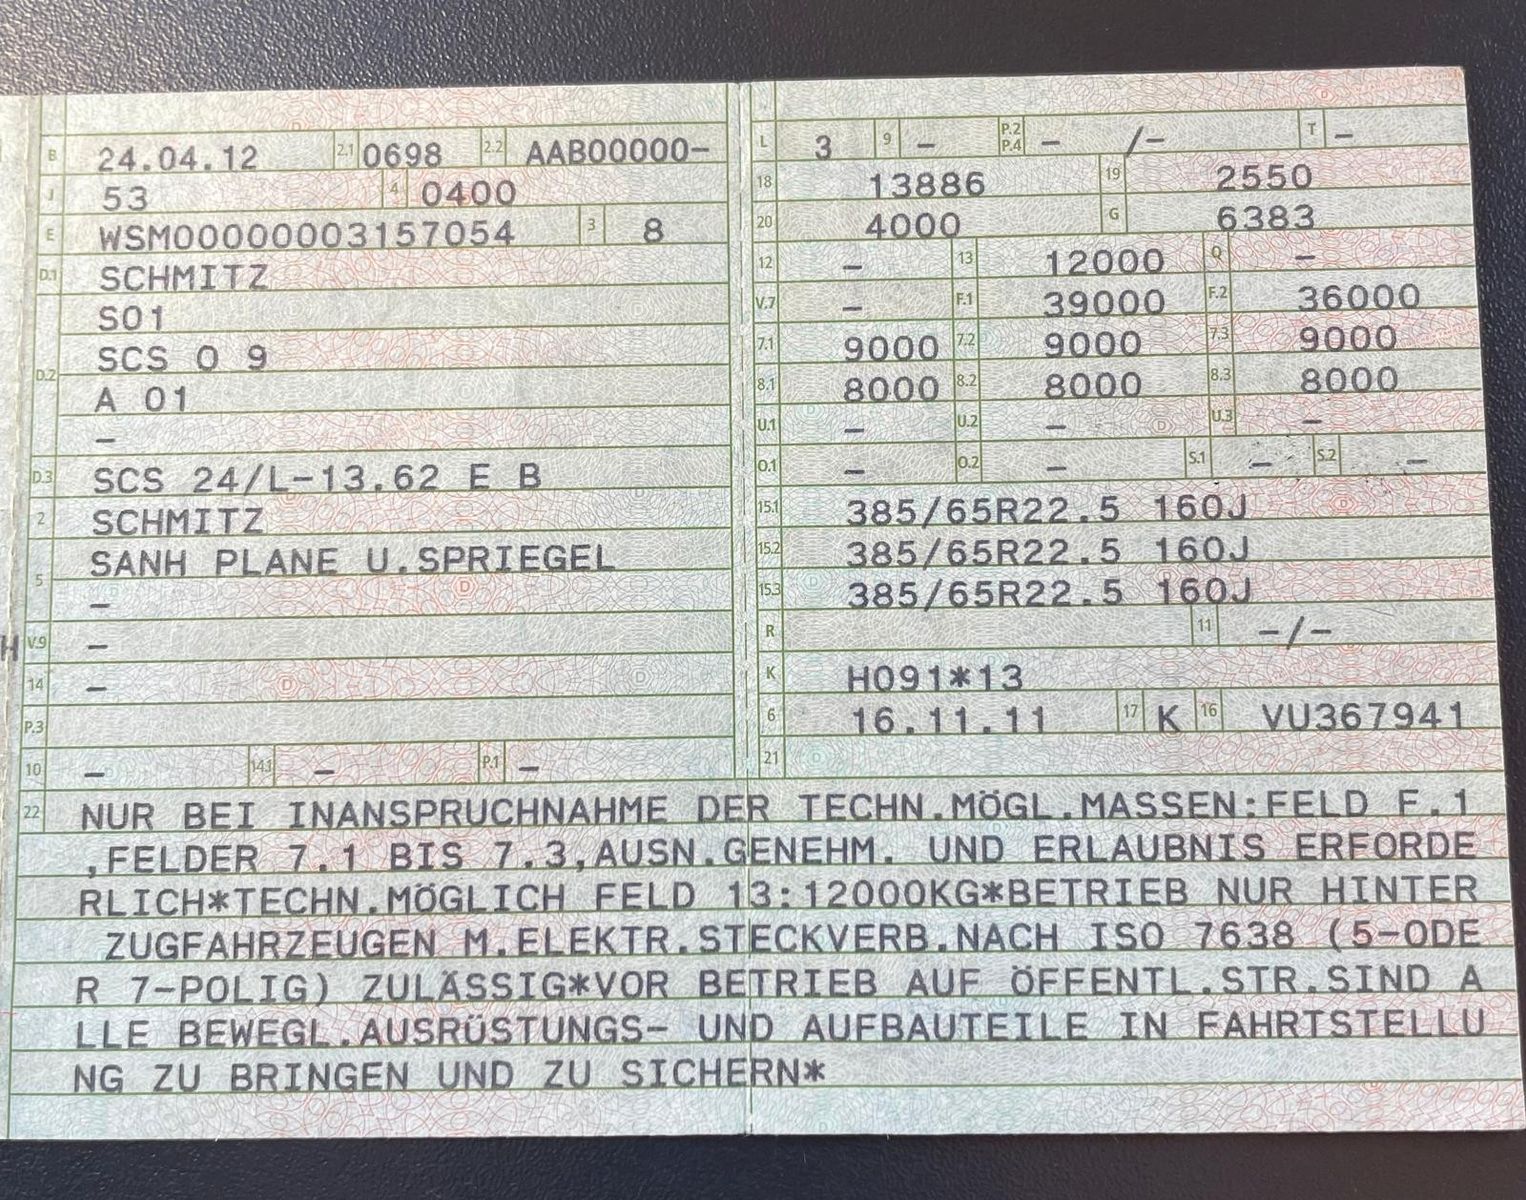 B 24.04.12 2.1 0698 2.2 AAB00000-
J 53 4 0400
E WSM00000003157054 3 8
D.1 SCHMITZ
S01
D.2 SCS 0 9
A 01
-
D.3 SCS 24/L-13.62 E B
2 SCHMITZ
SANH PLANE U.SPRIEGEL
5 -
H V.9 -
14 -
P.3
10 - 14.1 - P.1 -
L 3 9 - P.2 P.4 - /- T -
18 13886 19 2550
20 4000 G 6383
12 - 13 12000 Q -
V.7 - F.1 39000 F.2 36000
7.1 9000 7.2 9000 7.3 9000
8.1 8000 8.2 8000 8.3 8000
U.1 - U.2 - U.3 -
O.1 - O.2 - S.1 - S.2 -
15.1 385/65R22.5 160J
15.2 385/65R22.5 160J
15.3 385/65R22.5 160J
R 11 -/-
K H091*13
6 16.11.11 17 K 16 VU367941
21
22 NUR BEI INANSPRUCHNAHME DER TECHN.MÖGL.MASSEN:FELD F.1
,FELDER 7.1 BIS 7.3,AUSN.GENEHM. UND ERLAUBNIS ERFORDE
RLICH*TECHN.MÖGLICH FELD 13:12000KG*BETRIEB NUR HINTER
ZUGFAHRZEUGEN M.ELEKTR.STECKVERB.NACH ISO 7638 (5-ODE
R 7-POLIG) ZULÄSSIG*VOR BETRIEB AUF ÖFFENTL.STR.SIND A
LLE BEWEGL.AUSRÜSTUNGS- UND AUFBAUTEILE IN FAHRTSTELLU
NG ZU BRINGEN UND ZU SICHERN*